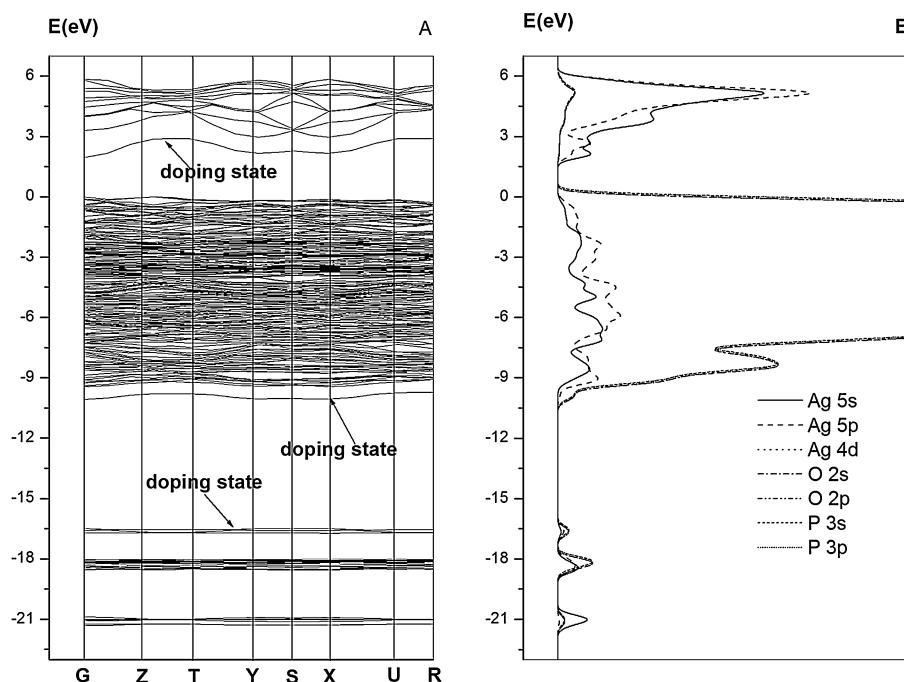 E(eV)
A
6
3
0
-3
-6
-9
-12
-15
-18
-21
doping state
doping state
doping state
G Z T Y S X U R
E(eV)
E
6
3
0
-3
-6
-9
-12
-15
-18
-21
Ag 5s
Ag 5p
Ag 4d
O 2s
O 2p
P 3s
P 3p